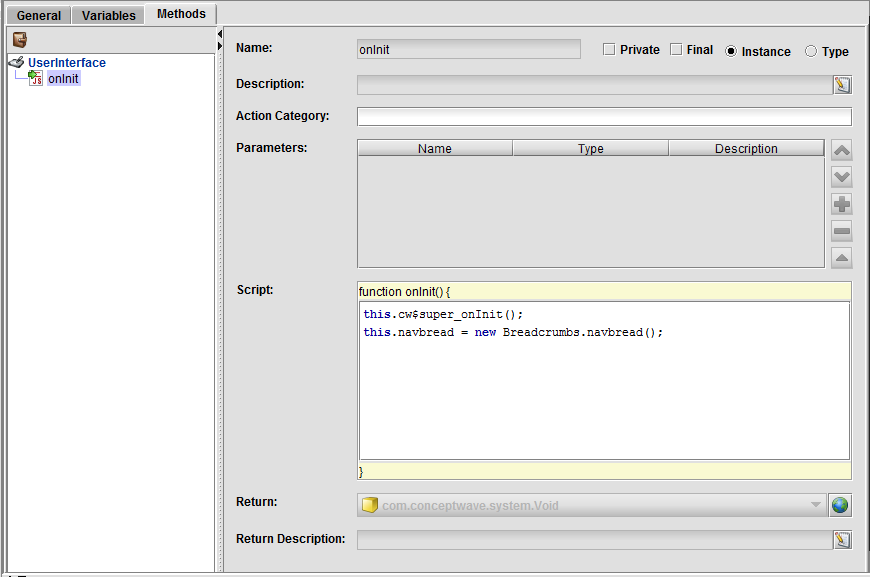 General Variables Methods
UserInterface
onInit
Name: onInit Private Final Instance Type
Description:
Action Category:
Parameters: Name Type Description
Script: function onInit() {
this.cw$super_onInit();
this.navbread = new Breadcrumbs.navbread();
}
Return: com.conceptwave.system.Void
Return Description: